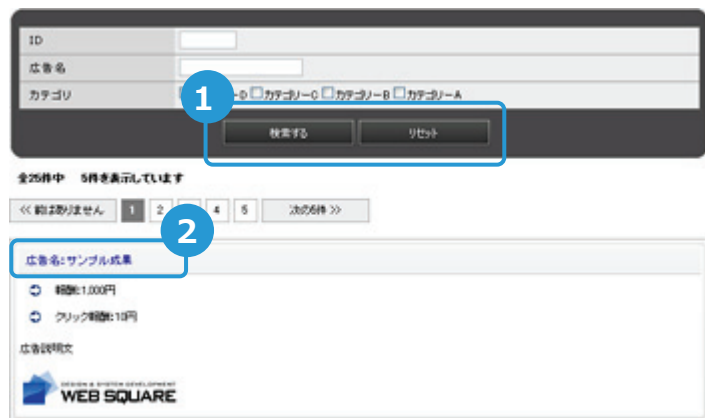 ID
広告名
カテゴリ
1
-D カテゴリーC カテゴリーB カテゴリーA
検索する リセット
全25件中 5件を表示しています
<< 前はありません 1 2 4 5 次の5件 >>
2
広告名:サンプル成果
報酬:1,000円
クリック報酬:10円
広告説明文
DESIGN & SYSTEM DEVELOPMENT
WEB SQUARE